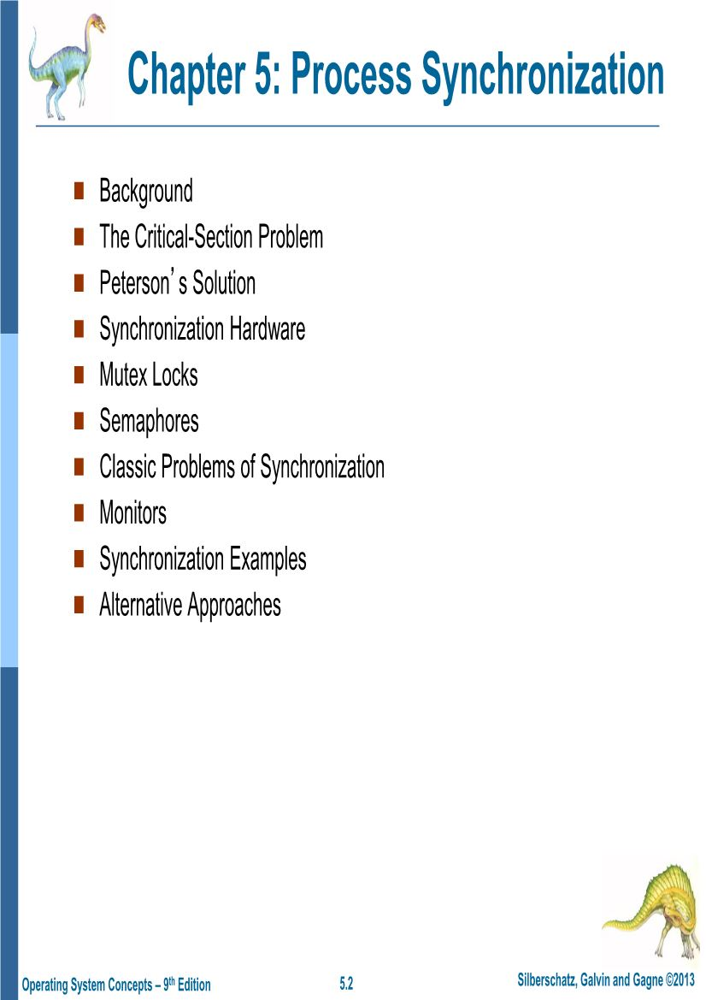 Chapter 5: Process Synchronization
Background
The Critical-Section Problem
Peterson’s Solution
Synchronization Hardware
Mutex Locks
Semaphores
Classic Problems of Synchronization
Monitors
Synchronization Examples
Alternative Approaches
Operating System Concepts – 9th Edition
5.2
Silberschatz, Galvin and Gagne ©2013